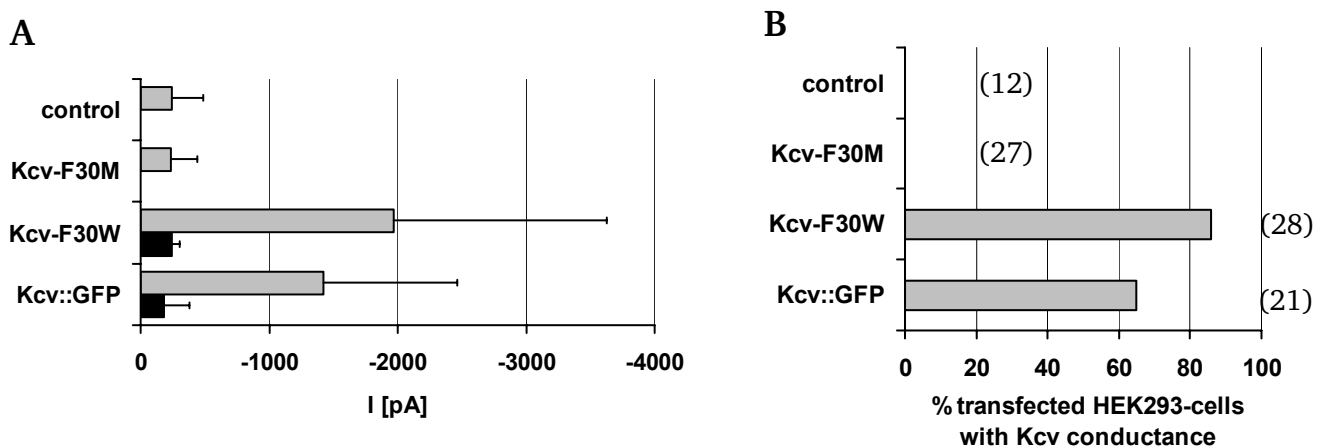 A
control
Kcv-F30M
Kcv-F30W
Kcv::GFP
0 -1000 -2000 -3000 -4000
I [pA]
B
control (12)
Kcv-F30M (27)
Kcv-F30W (28)
Kcv::GFP (21)
0 20 40 60 80 100
% transfected HEK293-cells
with Kcv conductance